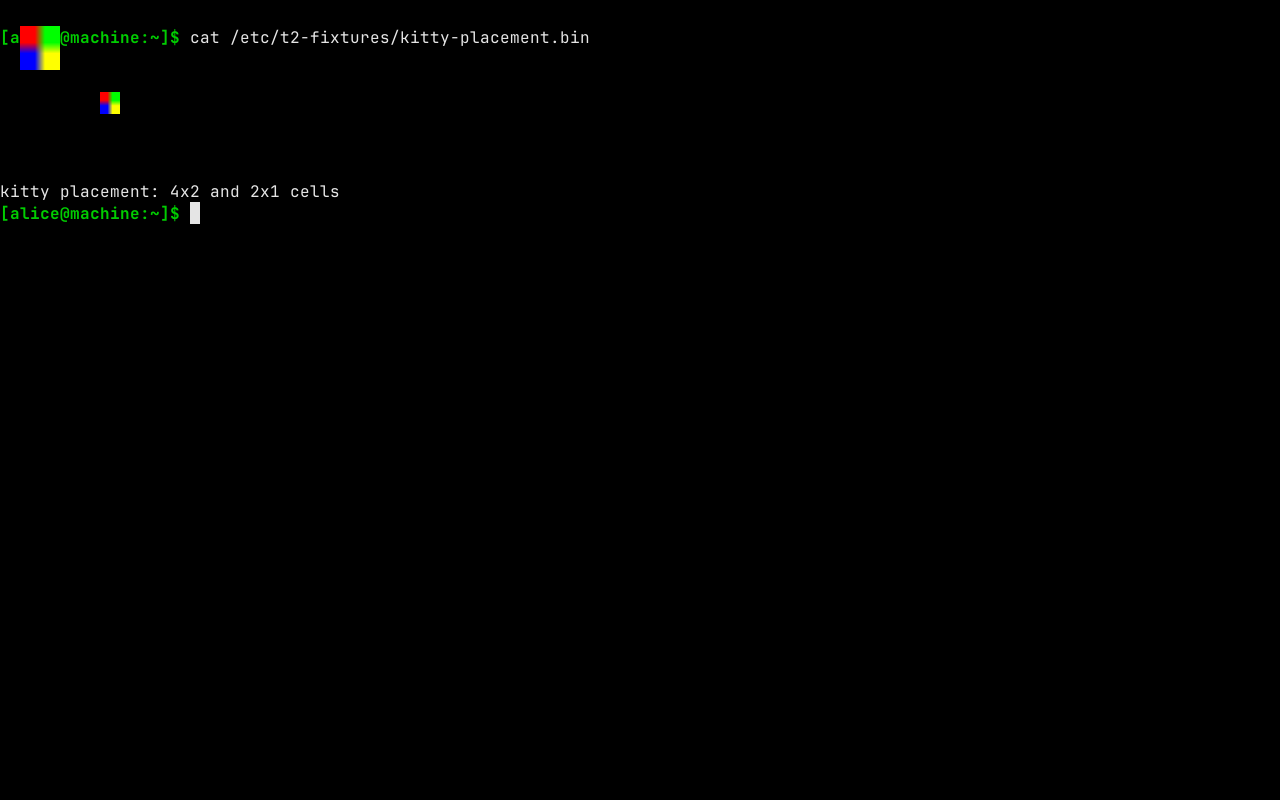 [a@machine:~]$ cat /etc/t2-fixtures/kitty-placement.bin
kitty placement: 4x2 and 2x1 cells
[alice@machine:~]$